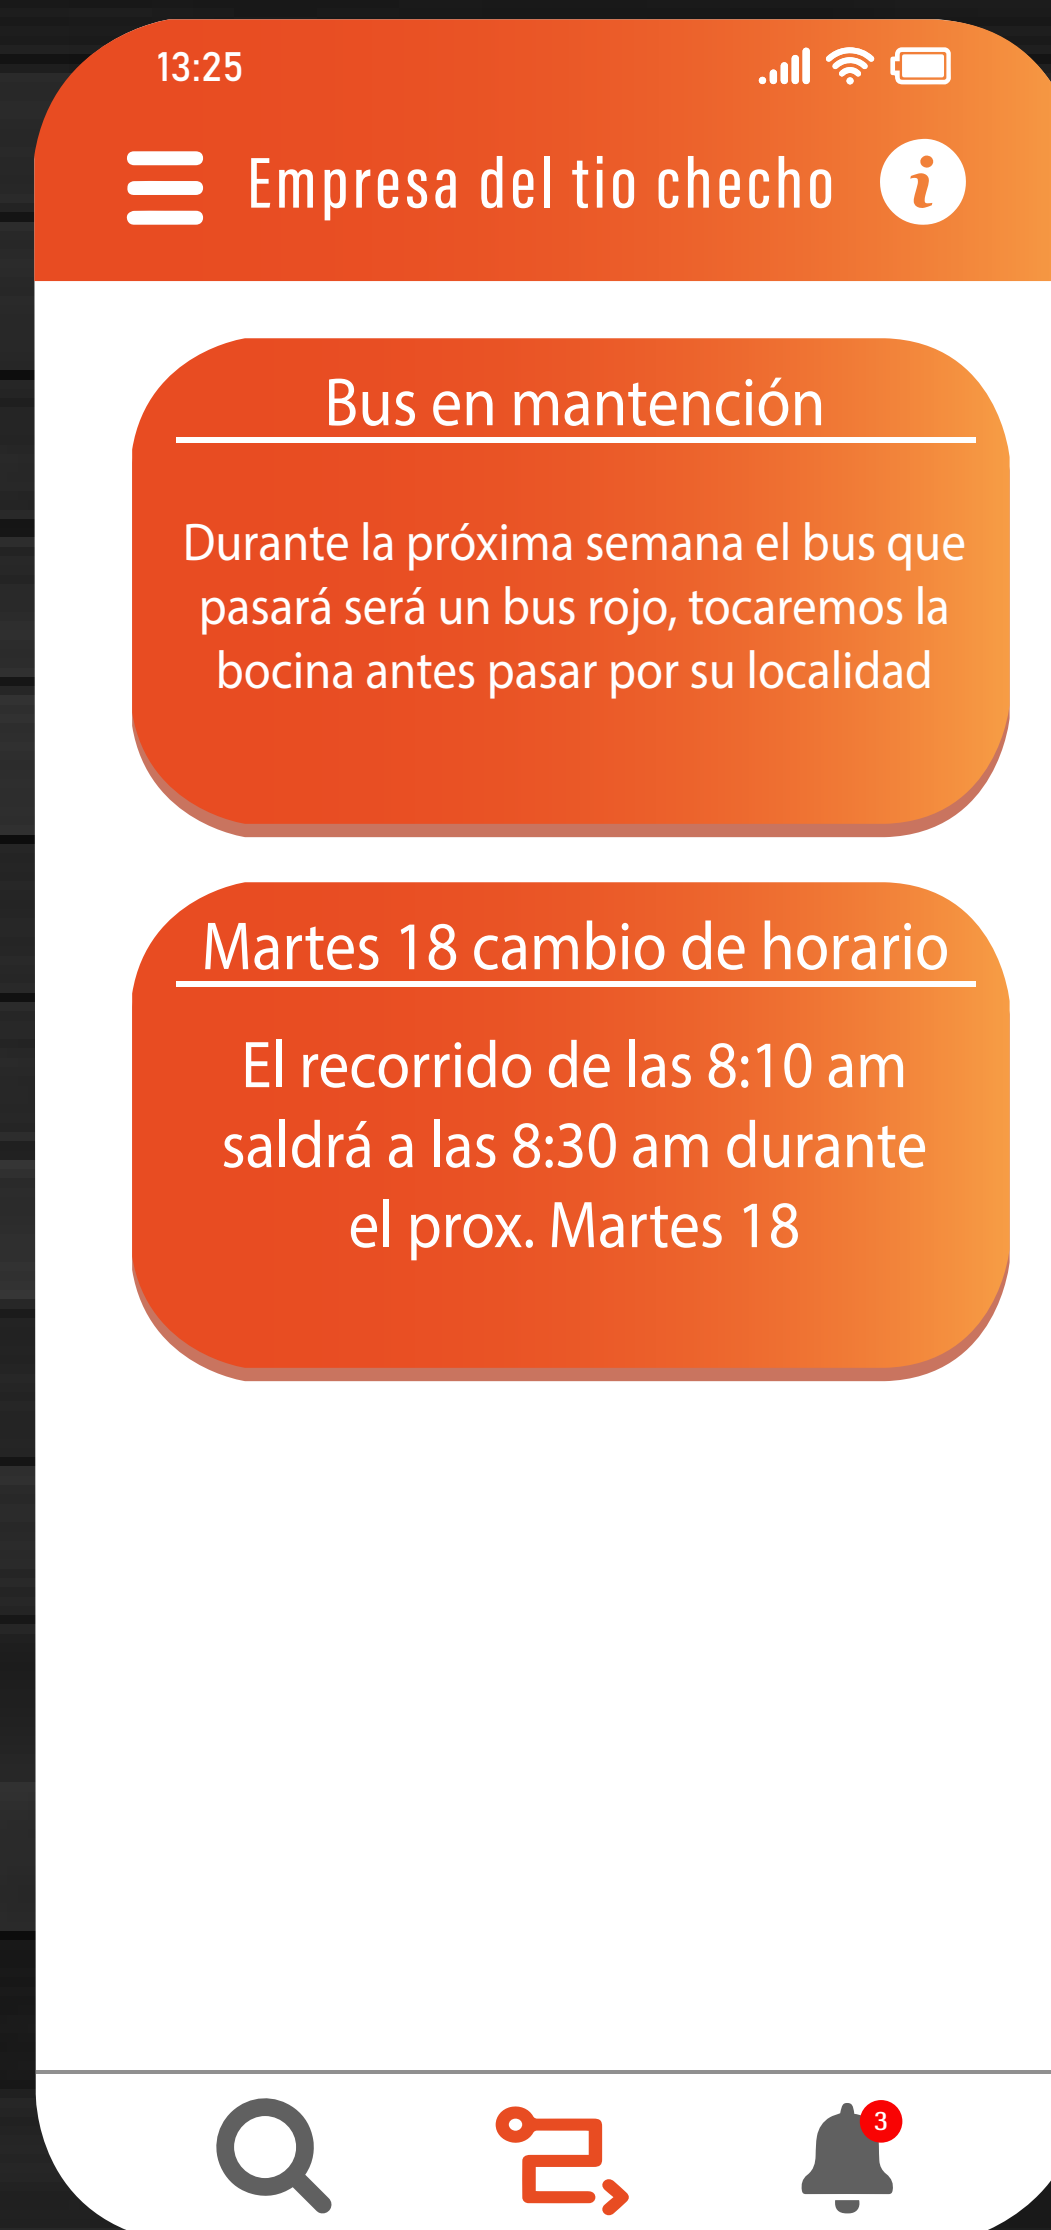 13:25
Empresa del tio checho
i
Bus en mantención
Durante la próxima semana el bus que
pasará será un bus rojo, tocaremos la
bocina antes pasar por su localidad
Martes 18 cambio de horario
El recorrido de las 8:10 am
saldrá a las 8:30 am durante
el prox. Martes 18
3